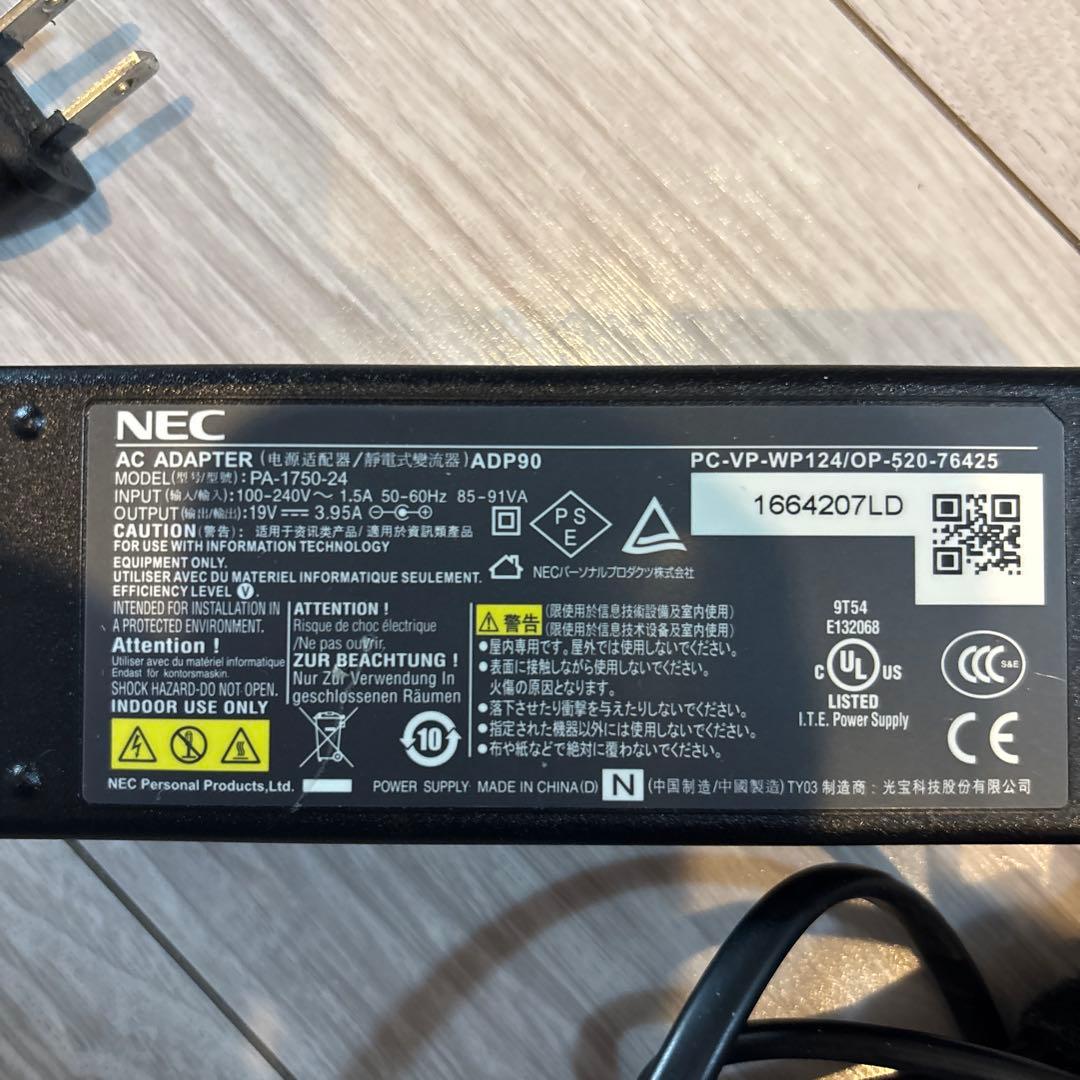 NEC
AC ADAPTER (电源适配器/靜電式變流器) ADP90
PC-VP-WP124/OP-520-76425
MODEL(型号/型號): PA-1750-24
INPUT (输入/輸入): 100-240V～ 1.5A 50-60Hz 85-91VA
OUTPUT(输出/輸出): 19V 3.95A
CAUTION(警告): 适用于资讯类产品/適用於資訊類產品
FOR USE WITH INFORMATION TECHNOLOGY
EQUIPMENT ONLY.
UTILISER AVEC DU MATERIEL INFORMATIQUE SEULEMENT.
EFFICIENCY LEVEL V.
INTENDED FOR INSTALLATION IN
A PROTECTED ENVIRONMENT.
Attention !
Utiliser avec du matériel informatique
Endast för kontorsmaskin.
SHOCK HAZARD-DO NOT OPEN.
INDOOR USE ONLY
ATTENTION !
Risque de choc électrique
/Ne pas ouvrir.
ZUR BEACHTUNG !
Nur Zur Verwendung In
geschlossenen Räumen
10
PS
E
NECパーソナルプロダクツ株式会社
1664207LD
警告
(限使用於信息技術設備及室内使用)
(限使用于信息技术设备及室内使用)
●屋内専用です。屋外では使用しないでください。
●表面に接触しながら使用しないでください。
火傷の原因となります。
●落下させたり衝撃を与えたりしないでください。
●指定された機器以外には使用しないでください。
●布や紙などで絶対に覆わないでください。
9T54
E132068
C UL US
LISTED
I.T.E. Power Supply
CCC S&E
CE
NEC Personal Products,Ltd.
POWER SUPPLY MADE IN CHINA(D) N (中国制造/中國製造) TY03 制造商：光宝科技股份有限公司